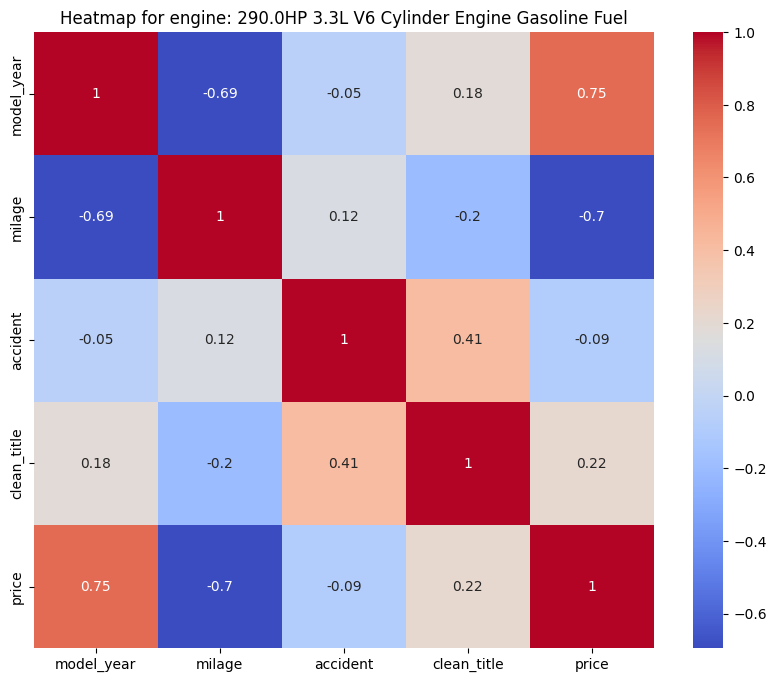 Heatmap for engine: 290.0HP 3.3L V6 Cylinder Engine Gasoline Fuel
model_year 1 -0.69 -0.05 0.18 0.75
milage -0.69 1 0.12 -0.2 -0.7
accident -0.05 0.12 1 0.41 -0.09
clean_title 0.18 -0.2 0.41 1 0.22
price 0.75 -0.7 -0.09 0.22 1
model_year milage accident clean_title price
1.0
0.8
0.6
0.4
0.2
0.0
−0.2
−0.4
−0.6